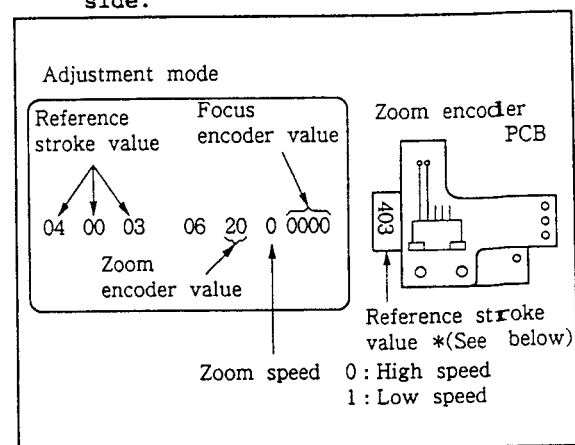 side.
Adjustment mode
Reference stroke value
Focus encoder value
04 00 03 06 20 0 0000
Zoom encoder value
Zoom speed 0 : High speed
1 : Low speed
Zoom encoder PCB
403
Reference stroke value *(See below)